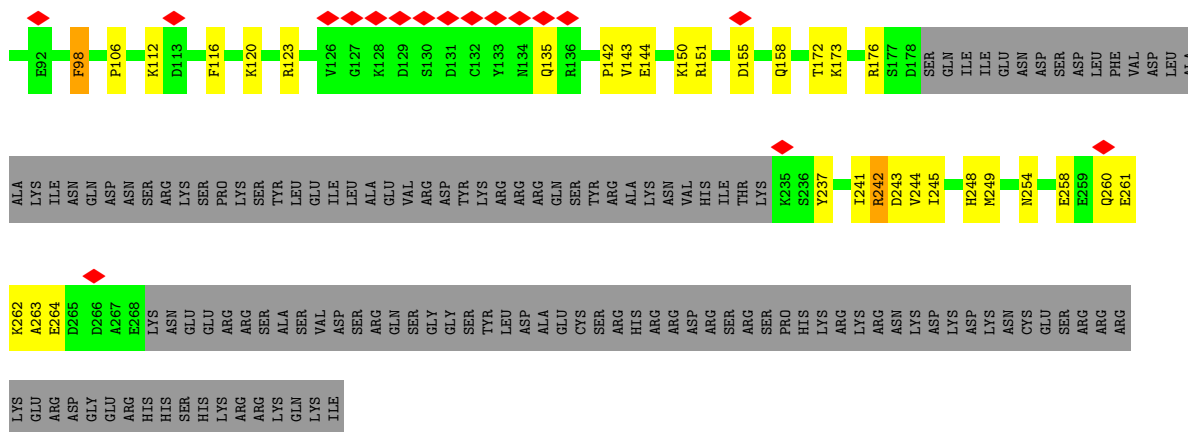 E92 F98 P106 K112 D113 F116 K120 R123 V126 G127 K128 D129 S130 D131 C132 Y133 N134 Q135 R136 P142 V143 E144 K150 R151 D155 Q158 T172 K173 R176 S177 D178 SER GLN ILE ILE GLU ASN ASP SER ASP LEU PHE VAL ASP LEU ALA
ALA LYS ILE ASN GLN ASP ASN SER ARG LYS SER PRO LYS SER TYR LEU GLU ILE LEU ALA GLU VAL ARG ASP TYR LYS ARG ARG ARG GLN SER TYR ARG ALA LYS ASN VAL HIS ILE THR LYS K235 S236 Y237 I241 R242 D243 V244 I245 H248 M249 N254 E258 E259 Q260 E261
K262 A263 E264 D265 D266 A267 E268 LYS ASN GLU GLU ARG ARG SER ALA SER VAL ASP SER ARG GLN SER GLY GLY SER TYR LEU ASP ALA GLU CYS SER ARG HIS ARG ARG ASP ARG SER ARG SER PRO HIS LYS ARG LYS ARG ASN LYS ASP LYS ASP LYS ASN CYS GLU SER ARG ARG ARG
LYS GLU ARG ASP GLY GLU ARG HIS HIS SER HIS LYS ARG ARG LYS GLN LYS ILE